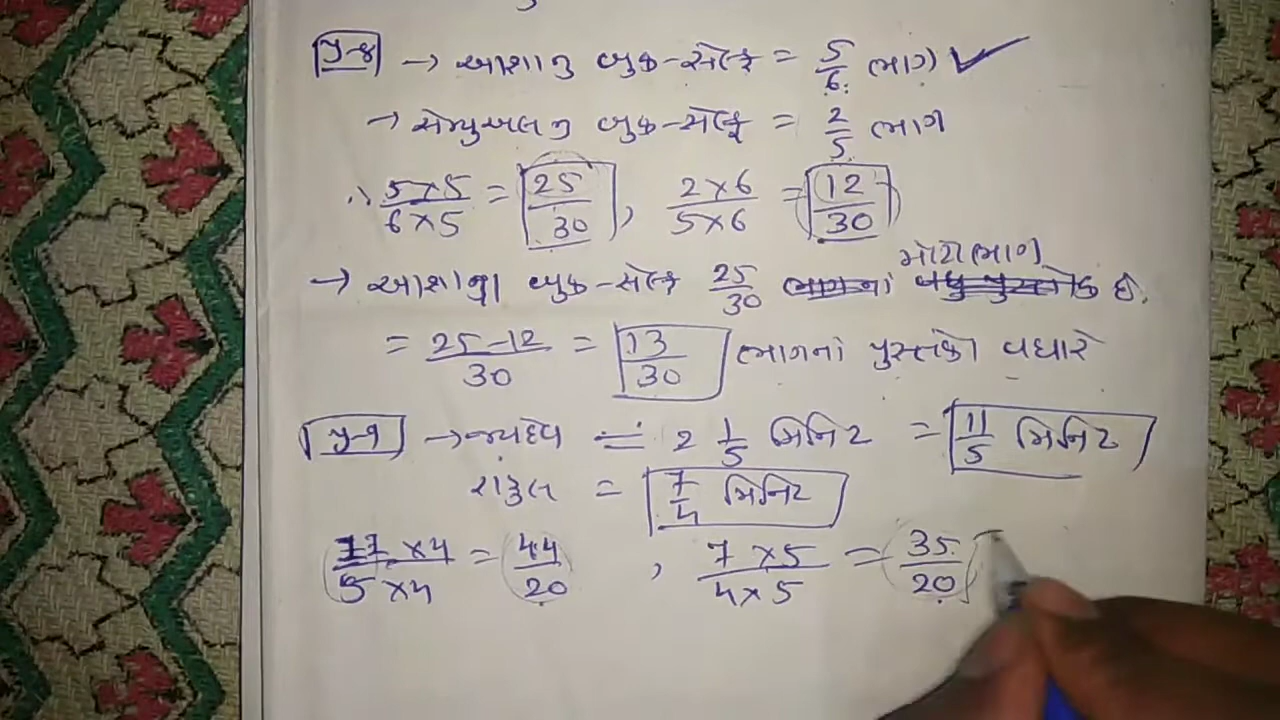 પ્ર-૪ → આશાનુ બુક-સેલ્ફ = 5/6 ભાગ ✓
→ સેમ્યુઅલનુ બુક-સેલ્ફ = 2/5 ભાગ
∴ 5×5/6×5 = 25/30 , 2×6/5×6 = 12/30
મોટો ભાગ
→ આશાના બુક-સેલ્ફ 25/30 છે.
= 25-12/30 = 13/30 ભાગનાં પુસ્તકો વધારે
→ જયદેવ = 2 1/5 મિનિટ = 11/5 મિનિટ
રાહુલ = 7/4 મિનિટ
11×4/5×4 = 44/20 , 7×5/4×5 = 35/20